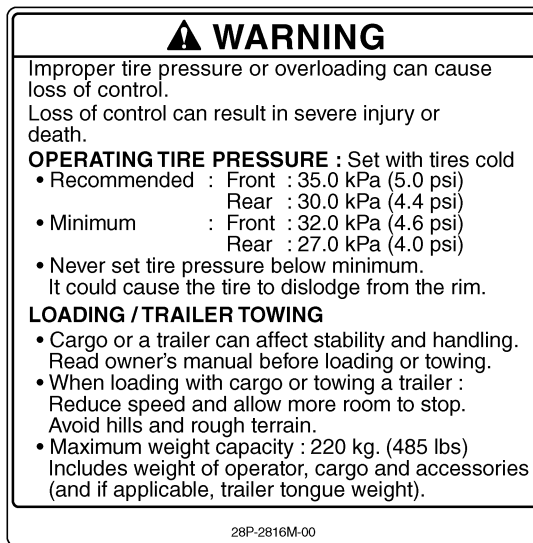 ⚠ WARNING
Improper tire pressure or overloading can cause
loss of control.
Loss of control can result in severe injury or
death.
OPERATING TIRE PRESSURE : Set with tires cold
• Recommended : Front : 35.0 kPa (5.0 psi)
Rear : 30.0 kPa (4.4 psi)
• Minimum : Front : 32.0 kPa (4.6 psi)
Rear : 27.0 kPa (4.0 psi)
• Never set tire pressure below minimum.
It could cause the tire to dislodge from the rim.
LOADING / TRAILER TOWING
• Cargo or a trailer can affect stability and handling.
Read owner's manual before loading or towing.
• When loading with cargo or towing a trailer :
Reduce speed and allow more room to stop.
Avoid hills and rough terrain.
• Maximum weight capacity : 220 kg. (485 lbs)
Includes weight of operator, cargo and accessories
(and if applicable, trailer tongue weight).
28P-2816M-00